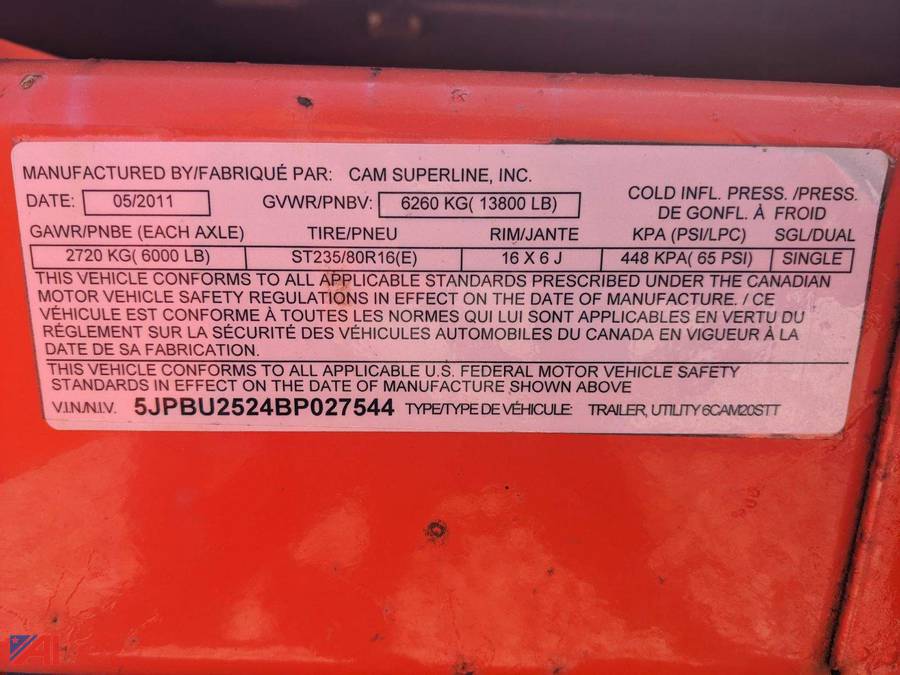 MANUFACTURED BY/FABRIQUÉ PAR: CAM SUPERLINE, INC.
DATE: 05/2011 GVWR/PNBV: 6260 KG( 13800 LB) COLD INFL. PRESS. /PRESS. DE GONFL. À FROID
GAWR/PNBE (EACH AXLE) TIRE/PNEU RIM/JANTE KPA (PSI/LPC) SGL/DUAL
2720 KG( 6000 LB) ST235/80R16(E) 16 X 6 J 448 KPA( 65 PSI) SINGLE
THIS VEHICLE CONFORMS TO ALL APPLICABLE STANDARDS PRESCRIBED UNDER THE CANADIAN
MOTOR VEHICLE SAFETY REGULATIONS IN EFFECT ON THE DATE OF MANUFACTURE. / CE
VÉHICULE EST CONFORME À TOUTES LES NORMES QUI LUI SONT APPLICABLES EN VERTU DU
RÉGLEMENT SUR LA SÉCURITÉ DES VÉHICULES AUTOMOBILES DU CANADA EN VIGUEUR À LA
DATE DE SA FABRICATION.
THIS VEHICLE CONFORMS TO ALL APPLICABLE U.S. FEDERAL MOTOR VEHICLE SAFETY
STANDARDS IN EFFECT ON THE DATE OF MANUFACTURE SHOWN ABOVE
V.I.N/N.I.V. 5JPBU2524BP027544 TYPE/TYPE DE VÉHICULE: TRAILER, UTILITY 6CAM20STT